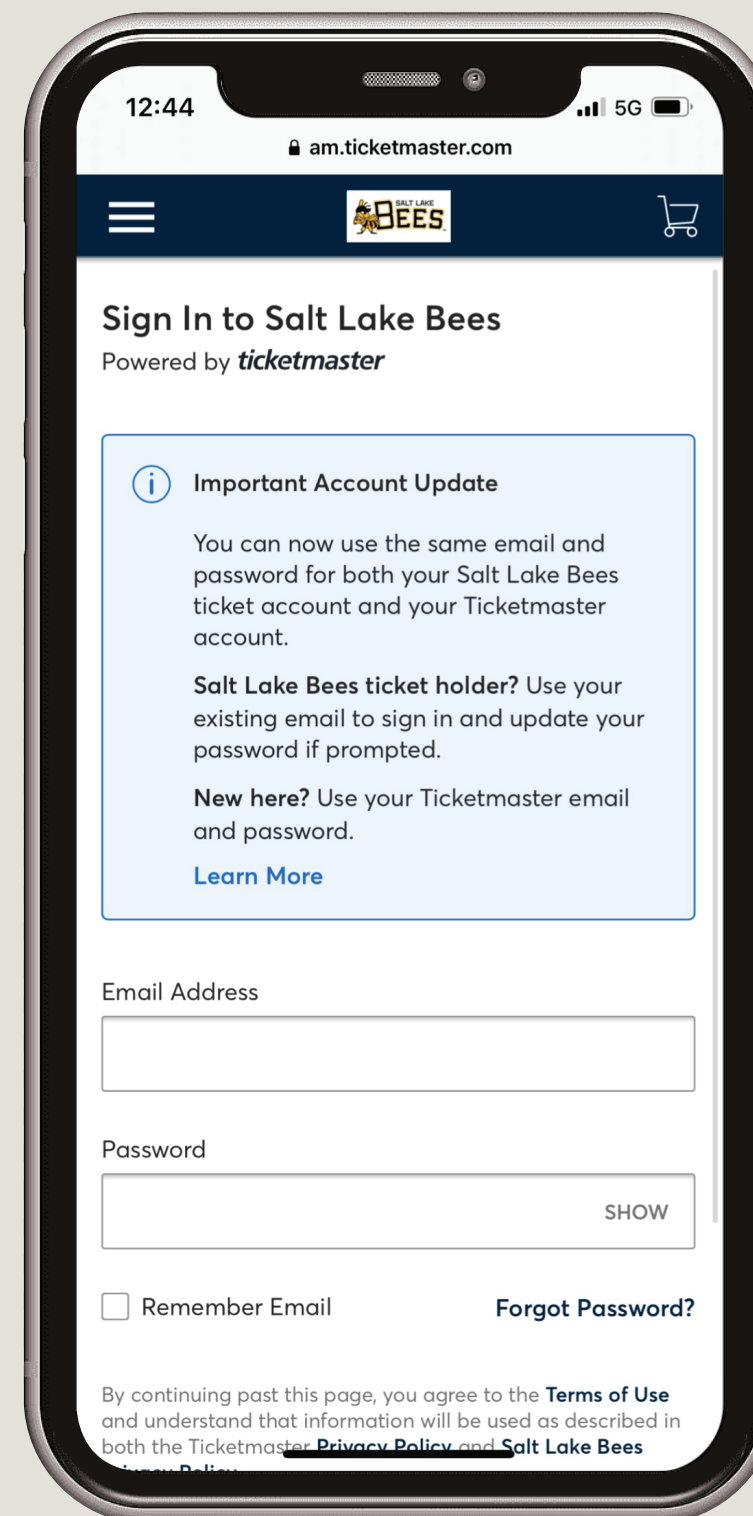 12:44
5G
am.ticketmaster.com
SALT LAKE
BEES
Sign In to Salt Lake Bees
Powered by ticketmaster
Important Account Update
You can now use the same email and
password for both your Salt Lake Bees
ticket account and your Ticketmaster
account.
Salt Lake Bees ticket holder? Use your
existing email to sign in and update your
password if prompted.
New here? Use your Ticketmaster email
and password.
Learn More
Email Address
Password
SHOW
Remember Email
Forgot Password?
By continuing past this page, you agree to the Terms of Use
and understand that information will be used as described in
both the Ticketmaster Privacy Policy and Salt Lake Bees
Privacy Policy